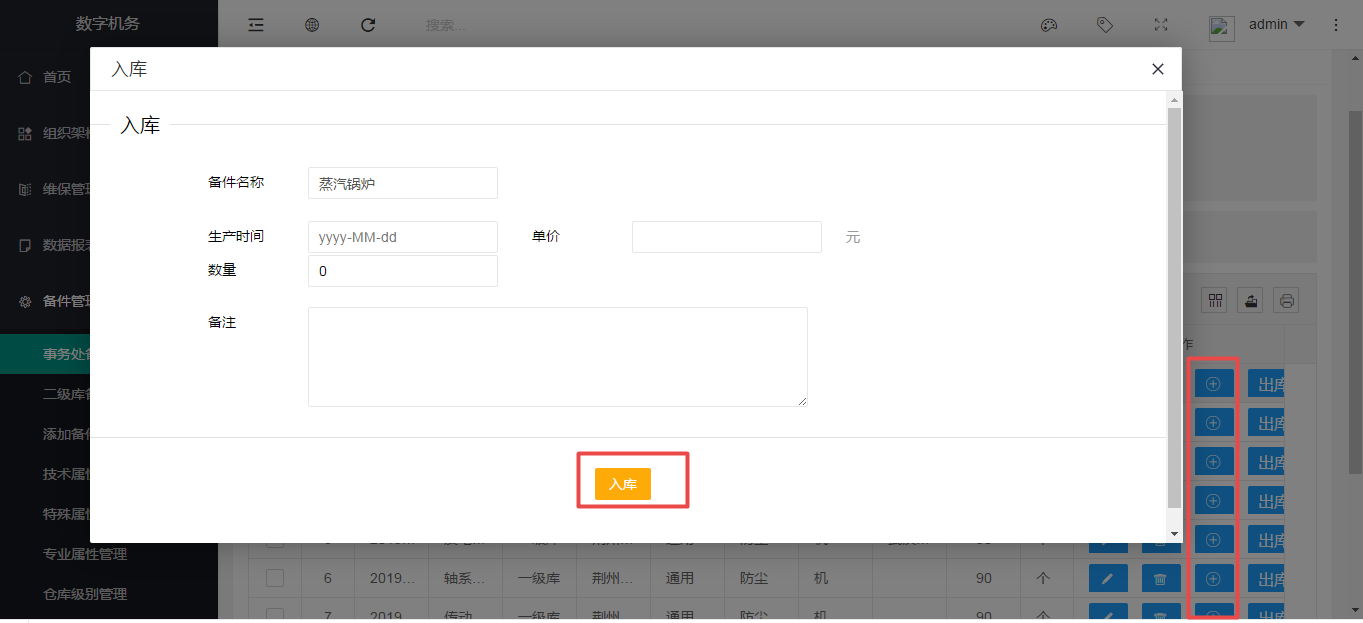 数字机务
搜索...
admin
首页
组织架
维保管理
数据报表
备件管理
事务处备
二级库备
添加备件
技术属性
特殊属性
专业属性管理
仓库级别管理
入库
入库
备件名称
蒸汽锅炉
生产时间
yyyy-MM-dd
单价
元
数量
0
备注
入库
作
出库
出库
出库
出库
出库
6 2019... 轴系... 一级库 荆州... 通用 防尘 机 90 个 出库
7 2019 传动 一级库 荆州 通用 防尘 机 90 个